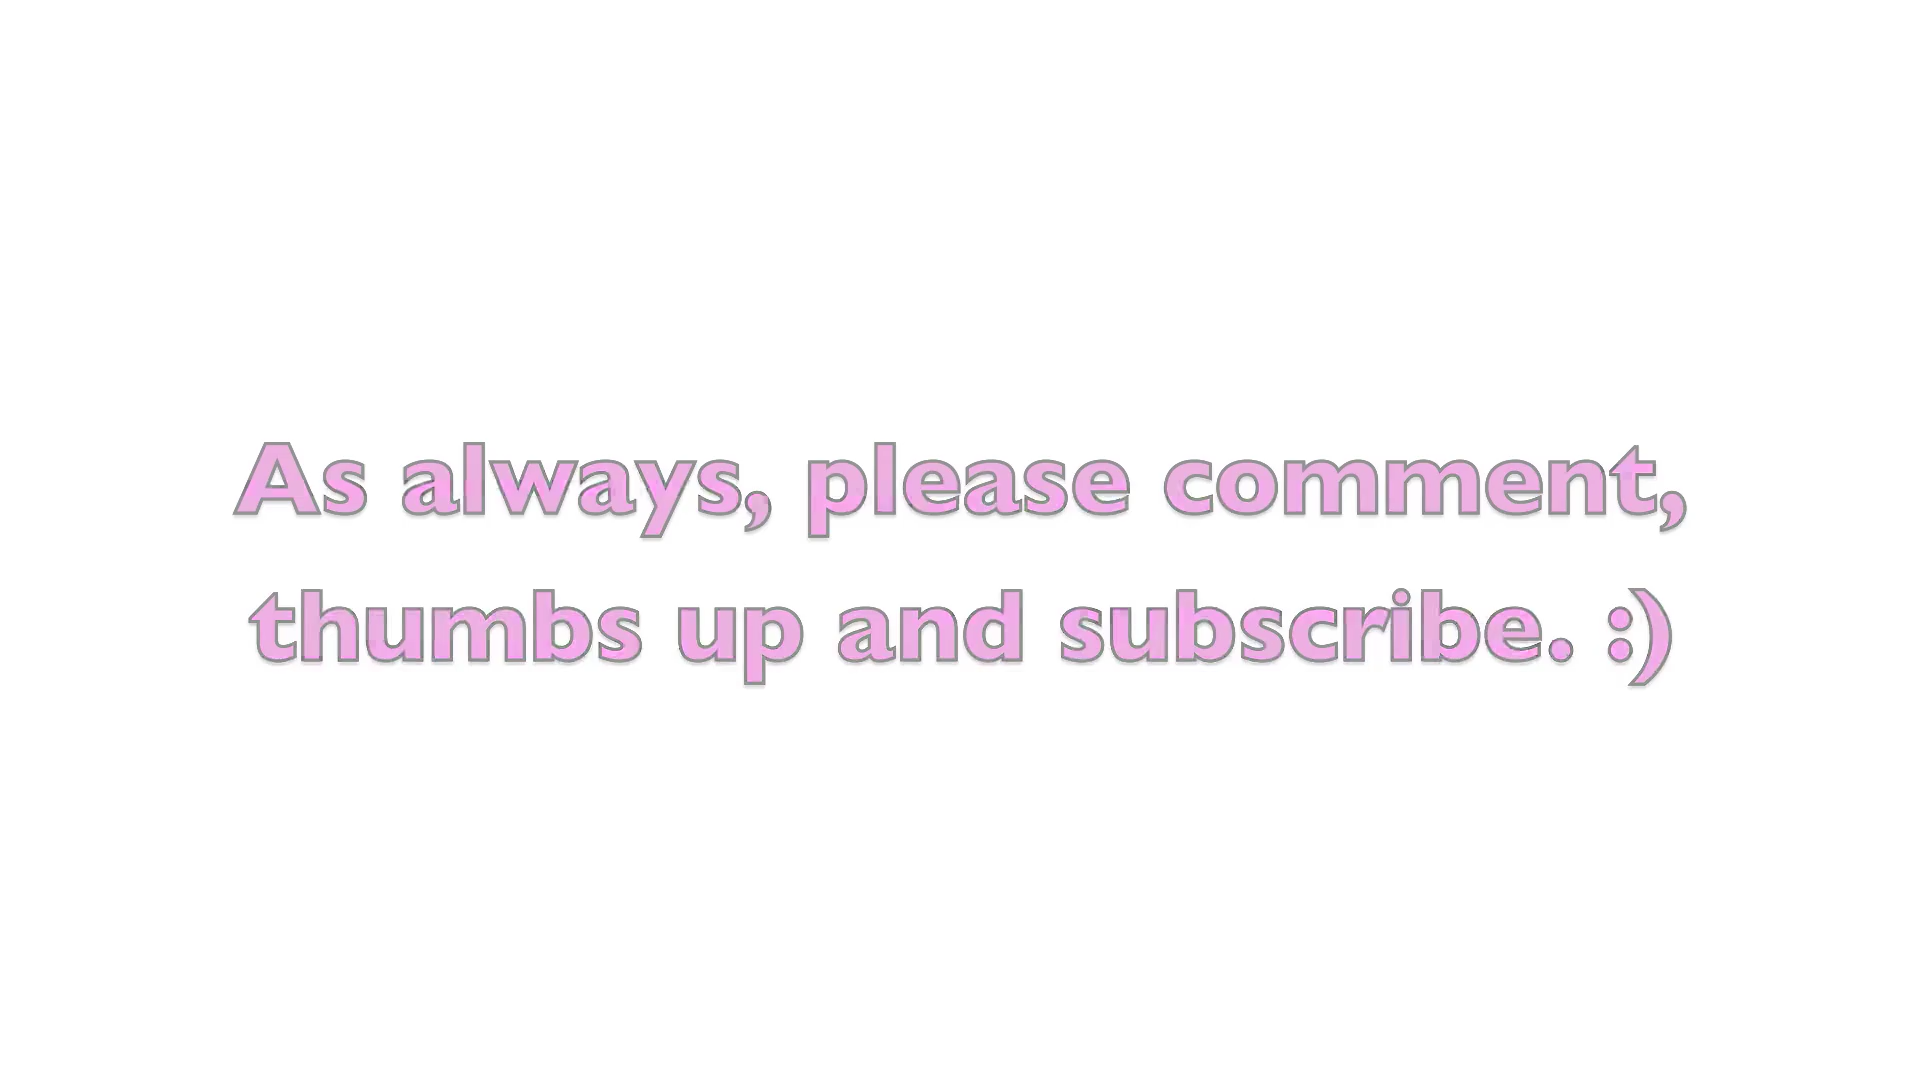 As always, please comment,
thumbs up and subscribe. :)